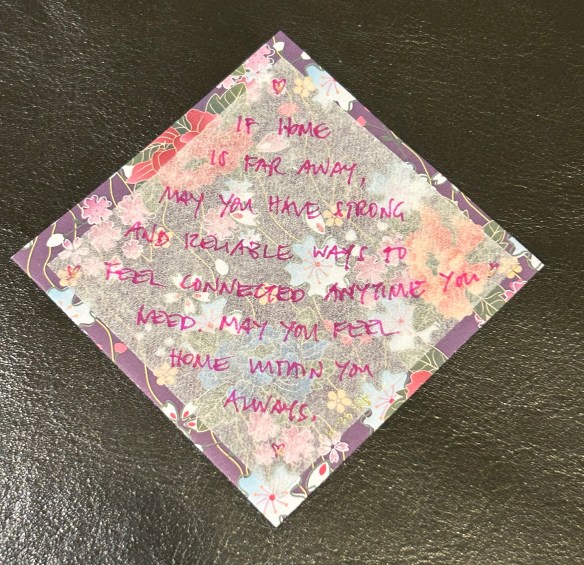 ♡
IF HOME
IS FAR AWAY,
MAY YOU HAVE STRONG
AND RELIABLE WAYS TO
♡ FEEL CONNECTED ANYTIME YOU ♡
NEED. MAY YOU FEEL
HOME WITHIN YOU
ALWAYS.
♡